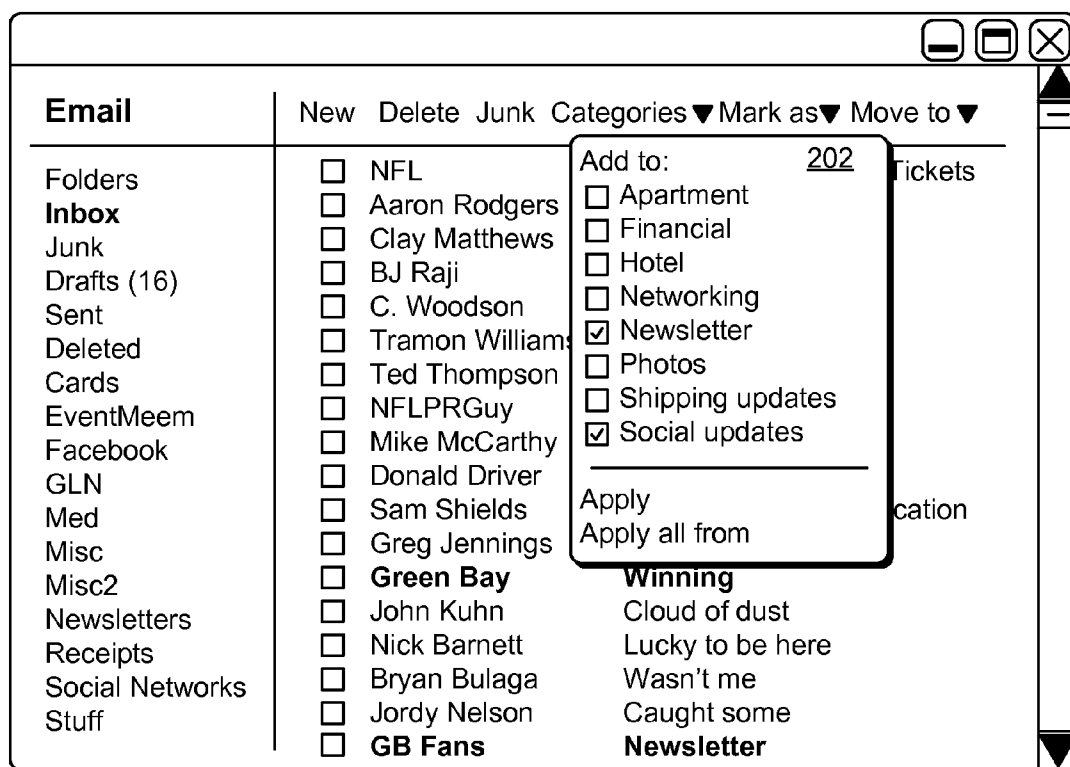 Email
New Delete Junk Categories Mark as Move to
Folders
Inbox
Junk
Drafts (16)
Sent
Deleted
Cards
EventMeem
Facebook
GLN
Med
Misc
Misc2
Newsletters
Receipts
Social Networks
Stuff
NFL Tickets
Aaron Rodgers
Clay Matthews
BJ Raji
C. Woodson
Tramon Williams
Ted Thompson
NFLPRGuy
Mike McCarthy
Donald Driver
Sam Shields cation
Greg Jennings
Green Bay Winning
John Kuhn Cloud of dust
Nick Barnett Lucky to be here
Bryan Bulaga Wasn't me
Jordy Nelson Caught some
GB Fans Newsletter
Add to: 202
Apartment
Financial
Hotel
Networking
Newsletter
Photos
Shipping updates
Social updates
Apply
Apply all from